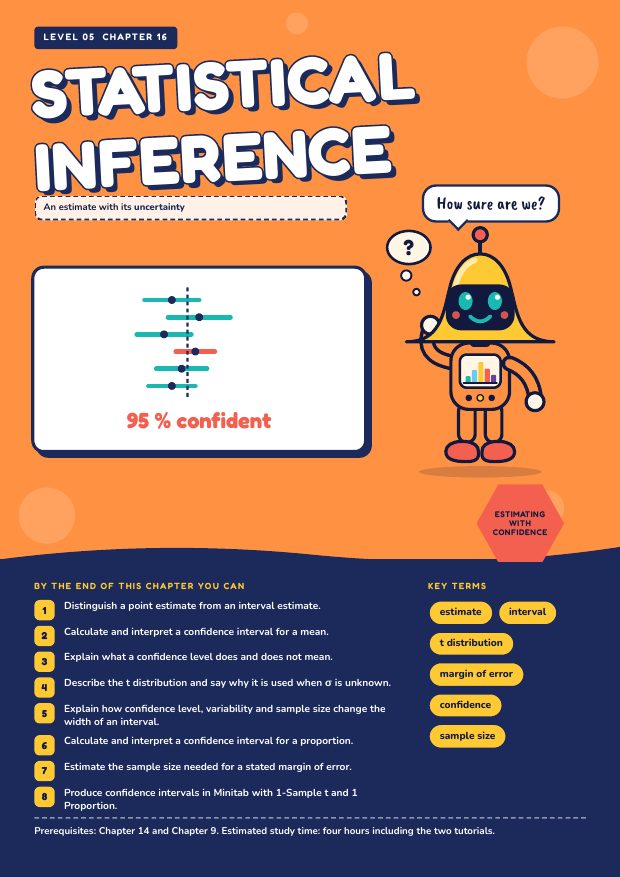 LEVEL 05 CHAPTER 16
STATISTICAL
INFERENCE
An estimate with its uncertainty
How sure are we?
?
95 % confident
ESTIMATING
WITH
CONFIDENCE
BY THE END OF THIS CHAPTER YOU CAN
1 Distinguish a point estimate from an interval estimate.
2 Calculate and interpret a confidence interval for a mean.
3 Explain what a confidence level does and does not mean.
4 Describe the t distribution and say why it is used when σ is unknown.
5 Explain how confidence level, variability and sample size change the
width of an interval.
6 Calculate and interpret a confidence interval for a proportion.
7 Estimate the sample size needed for a stated margin of error.
8 Produce confidence intervals in Minitab with 1-Sample t and 1
Proportion.
KEY TERMS
estimate interval
t distribution
margin of error
confidence
sample size
Prerequisites: Chapter 14 and Chapter 9. Estimated study time: four hours including the two tutorials.